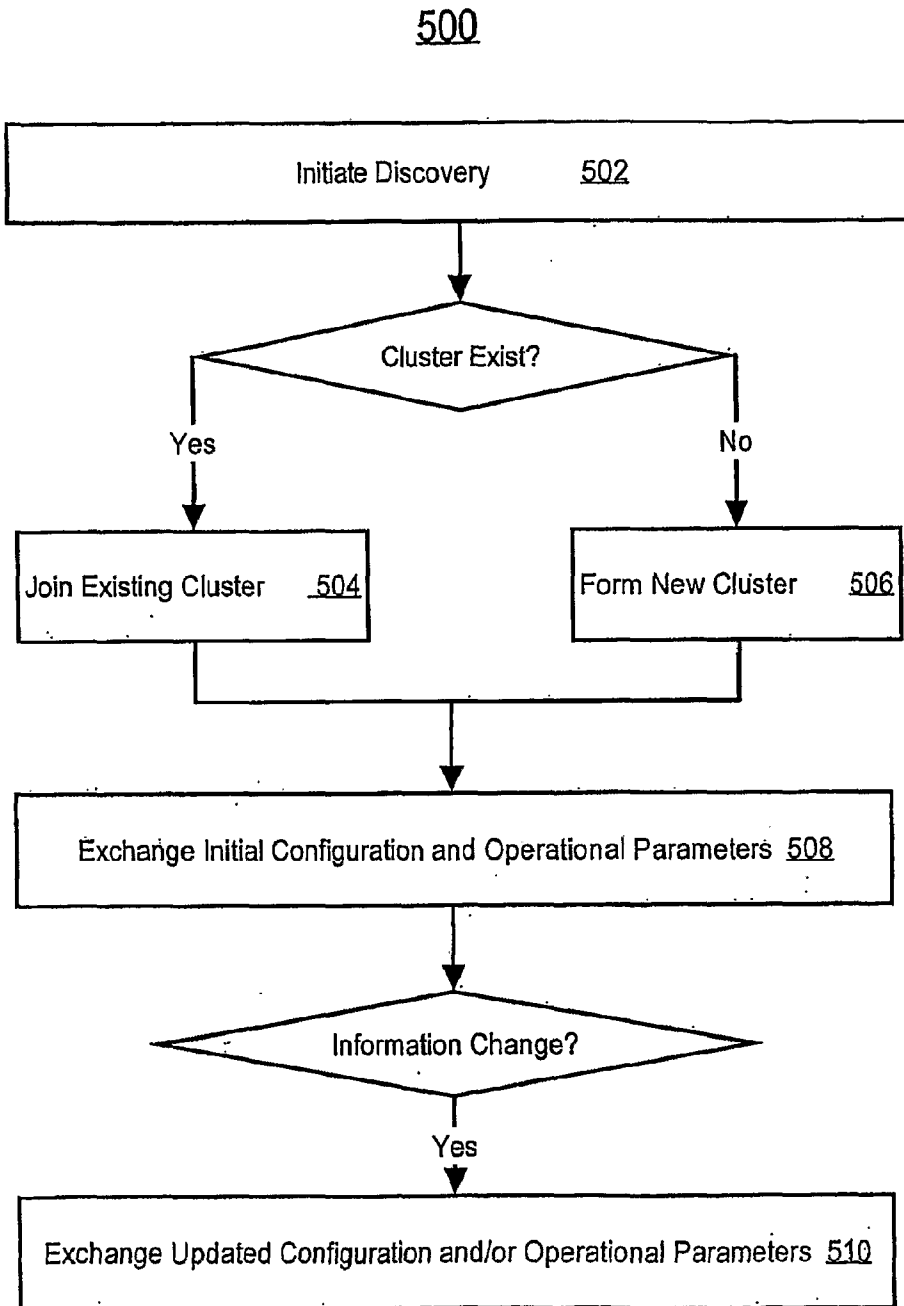 500
Initiate Discovery 502
Cluster Exist?
Yes
No
Join Existing Cluster 504
Form New Cluster 506
Exchange Initial Configuration and Operational Parameters 508
Information Change?
Yes
Exchange Updated Configuration and/or Operational Parameters 510